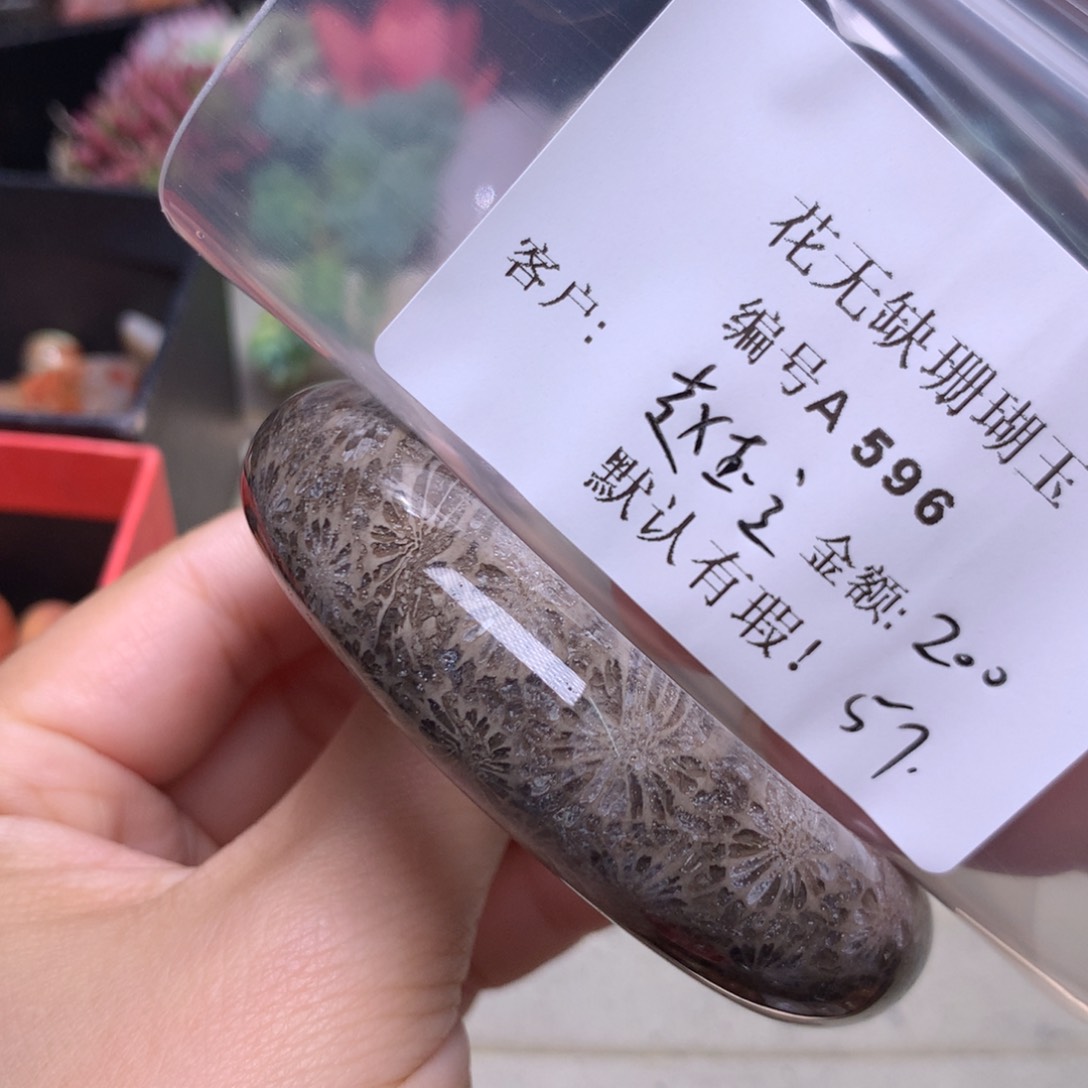 花无缺珊瑚玉
编号A 596
客户：
金额: 200
默认有瑕！
57.